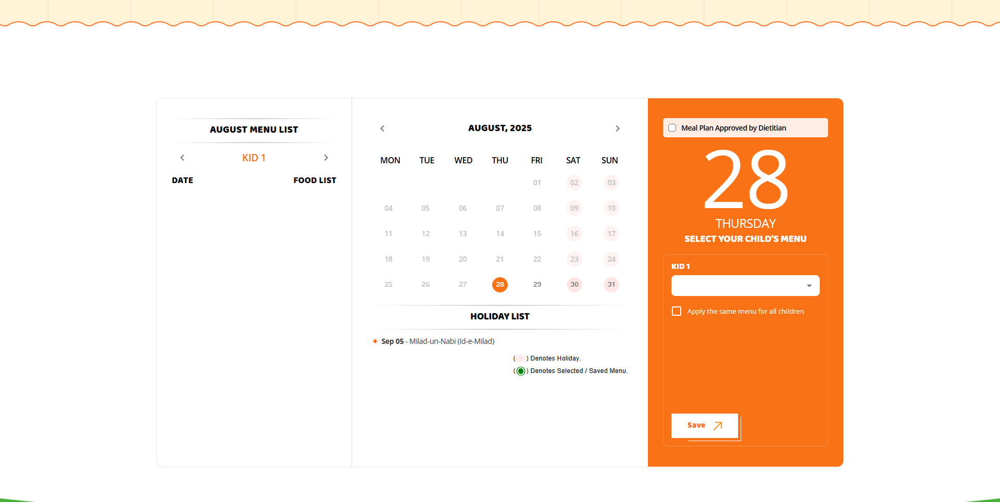 AUGUST MENU LIST
KID 1
DATE FOOD LIST
AUGUST, 2025
MON TUE WED THU FRI SAT SUN
01 02 03
04 05 06 07 08 09 10
11 12 13 14 15 16 17
18 19 20 21 22 23 24
25 26 27 28 29 30 31
HOLIDAY LIST
Sep 05 - Milad-un-Nabi (Id-e-Milad)
( ) Denotes Holiday.
( ) Denotes Selected / Saved Menu.
Meal Plan Approved by Dietitian
28
THURSDAY
SELECT YOUR CHILD'S MENU
KID 1
Apply the same menu for all children
Save